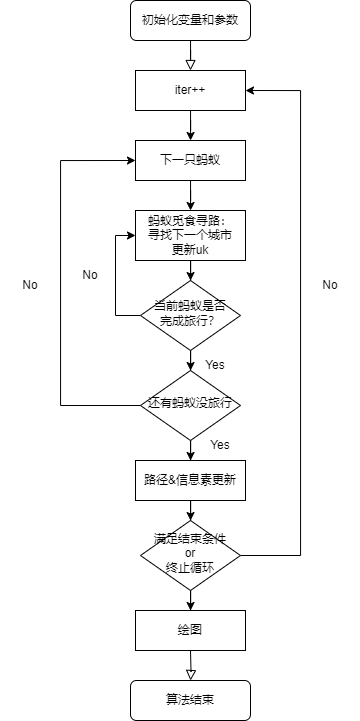 初始化变量和参数
iter++
下一只蚂蚁
蚂蚁觅食寻路：
寻找下一个城市
更新uk
No
No
No
当前蚂蚁是否
完成旅行？
Yes
还有蚂蚁没旅行
Yes
路径&信息素更新
满足结束条件
or
终止循环
绘图
算法结束